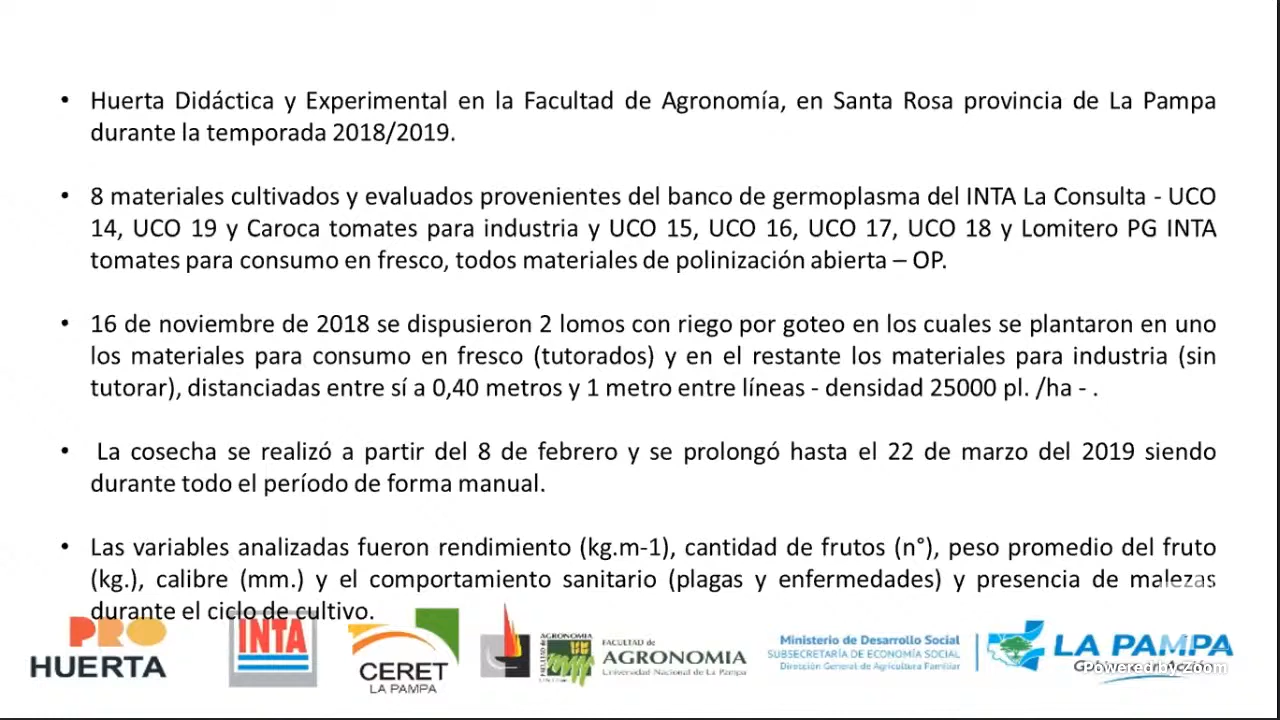 • Huerta Didáctica y Experimental en la Facultad de Agronomía, en Santa Rosa provincia de La Pampa
durante la temporada 2018/2019.
• 8 materiales cultivados y evaluados provenientes del banco de germoplasma del INTA La Consulta - UCO
14, UCO 19 y Caroca tomates para industria y UCO 15, UCO 16, UCO 17, UCO 18 y Lomitero PG INTA
tomates para consumo en fresco, todos materiales de polinización abierta – OP.
• 16 de noviembre de 2018 se dispusieron 2 lomos con riego por goteo en los cuales se plantaron en uno
los materiales para consumo en fresco (tutorados) y en el restante los materiales para industria (sin
tutorar), distanciadas entre sí a 0,40 metros y 1 metro entre líneas - densidad 25000 pl. /ha - .
• La cosecha se realizó a partir del 8 de febrero y se prolongó hasta el 22 de marzo del 2019 siendo
durante todo el período de forma manual.
• Las variables analizadas fueron rendimiento (kg.m-1), cantidad de frutos (n°), peso promedio del fruto
(kg.), calibre (mm.) y el comportamiento sanitario (plagas y enfermedades) y presencia de malezas
durante el ciclo de cultivo.
PRO
HUERTA
INTA
CERET
LA PAMPA
AGRONOMIA
FACULTAD de
AGRONOMIA
Universidad Nacional de La Pampa
Ministerio de Desarrollo Social
SUBSECRETARÍA DE ECONOMÍA SOCIAL
Dirección General de Agricultura Familiar
LA PAMPA
Powered by Zoom